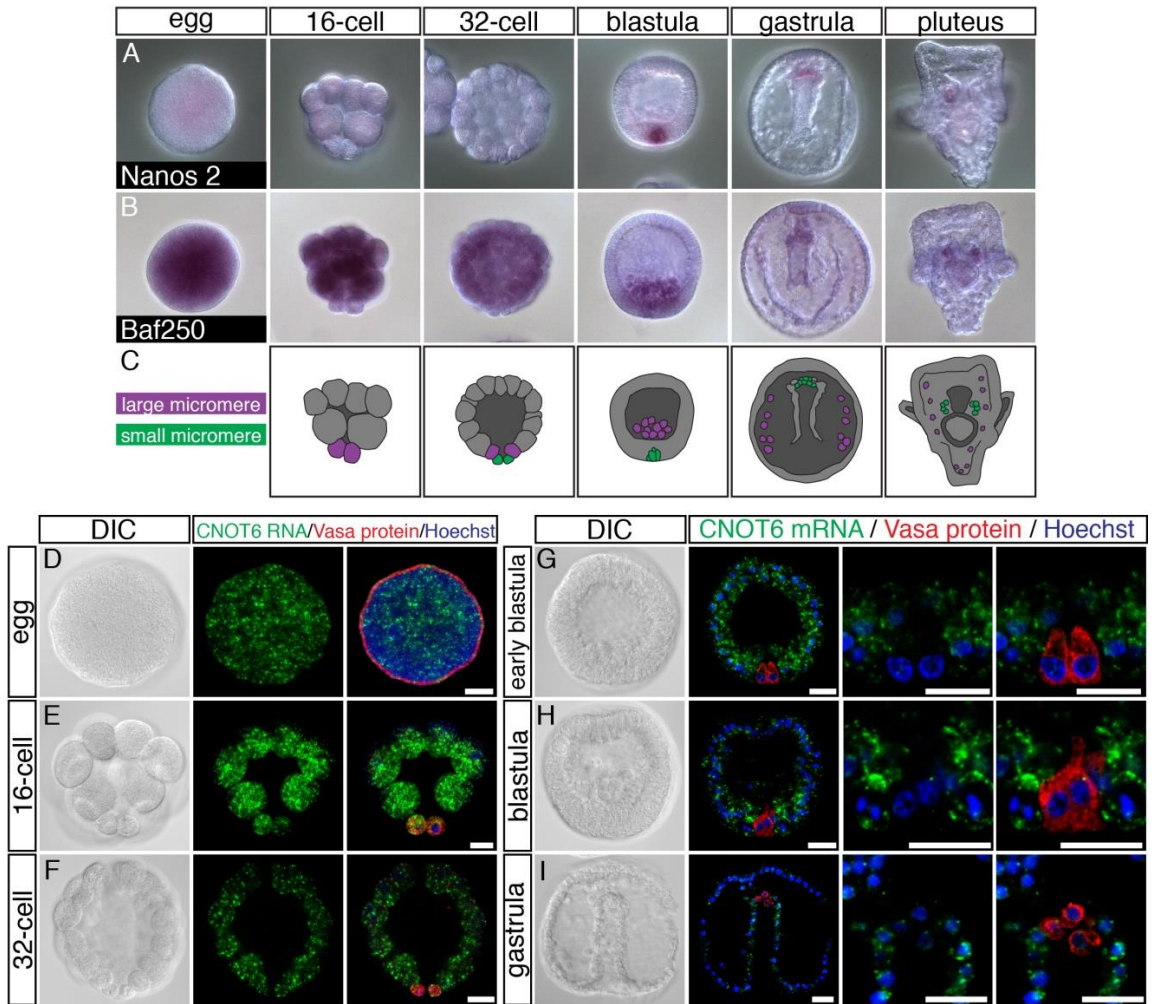 egg 16-cell 32-cell blastula gastrula pluteus
A
Nanos 2
B
Baf250
C
large micromere
small micromere
DIC CNOT6 RNA/Vasa protein/Hoechst
D
egg
E
16-cell
F
32-cell
DIC CNOT6 mRNA / Vasa protein / Hoechst
G
early blastula
H
blastula
I
gastrula